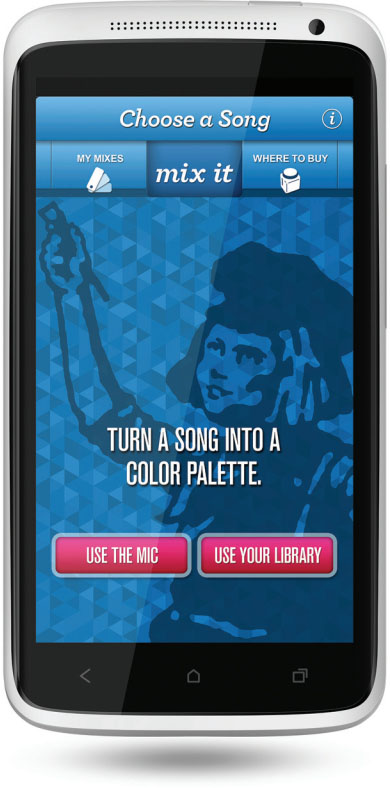 Choose a Song
i
MY MIXES
mix it
WHERE TO BUY
TURN A SONG INTO A
COLOR PALETTE.
USE THE MIC
USE YOUR LIBRARY